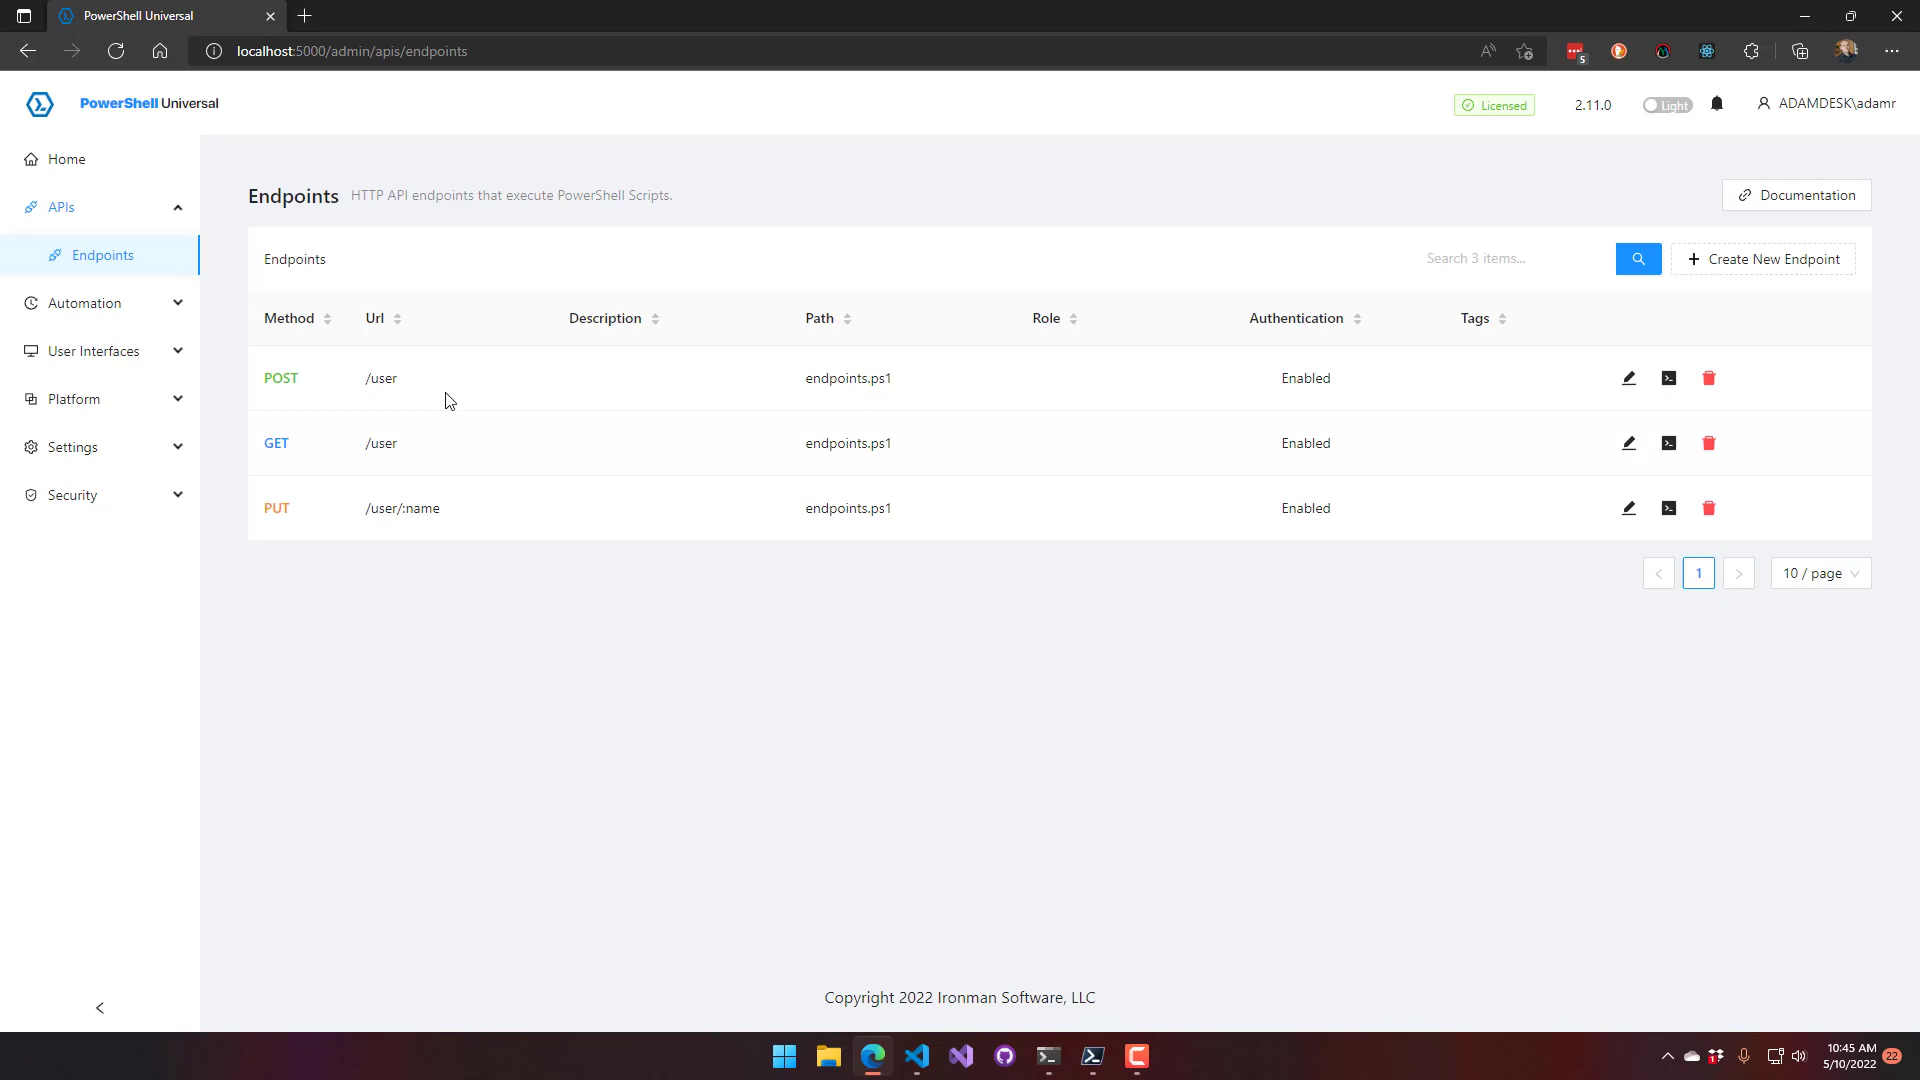 PowerShell Universal
localhost:5000/admin/apis/endpoints
5
PowerShell Universal
Licensed
2.11.0
Light
ADAMDESK\adamr
Home
APIs
Endpoints
Automation
User Interfaces
Platform
Settings
Security
Endpoints HTTP API endpoints that execute PowerShell Scripts.
Documentation
Endpoints
Search 3 items...
Create New Endpoint
Method Url Description Path Role Authentication Tags
POST /user endpoints.ps1 Enabled
GET /user endpoints.ps1 Enabled
PUT /user/:name endpoints.ps1 Enabled
< 1 > 10 / page
Copyright 2022 Ironman Software, LLC
10:45 AM
5/10/2022
22